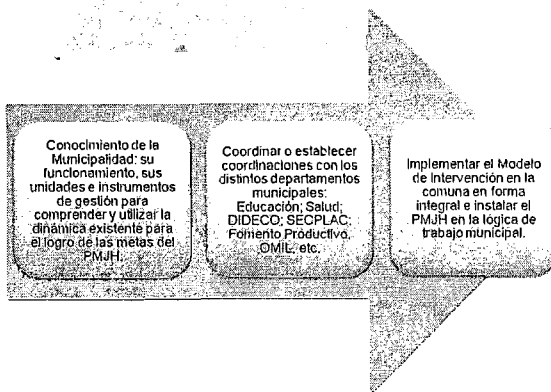 Conocimiento de la
Municipalidad: su
funcionamiento, sus
unidades e instrumentos
de gestión para
comprender y utilizar la
dinámica existente para
el logro de las metas del
PMJH.
Coordinar o establecer
coordinaciones con los
distintos departamentos
municipales:
Educación; Salud;
DIDECO; SECPLAC;
Fomento Productivo,
OMIL, etc.
Implementar el Modelo
de Intervención en la
comuna en forma
integral e instalar el
PMJH en la lógica de
trabajo municipal.